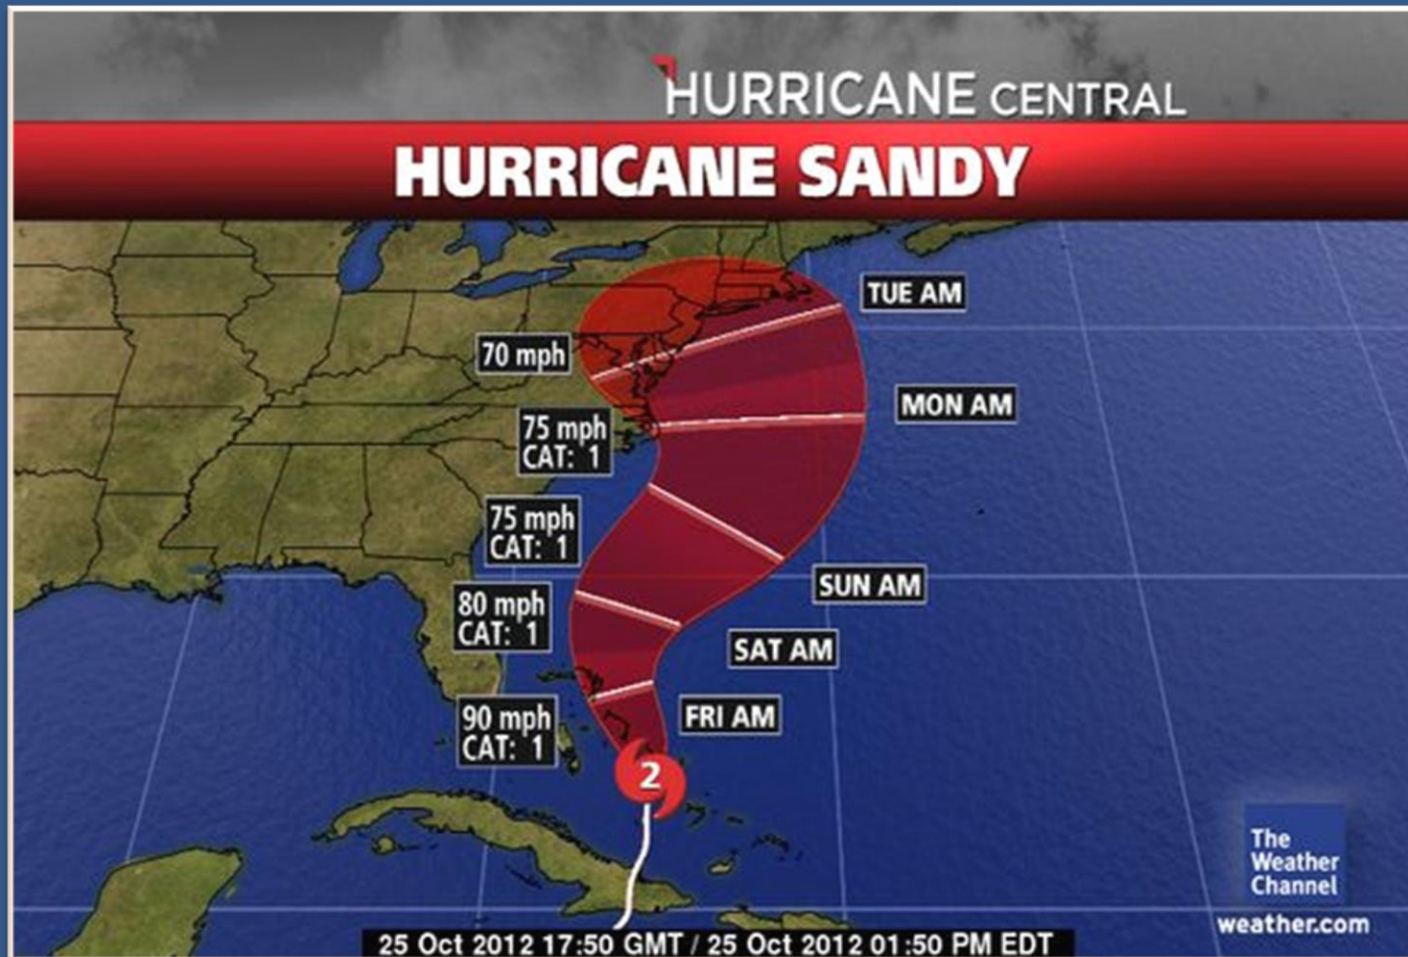 HURRICANE CENTRAL
HURRICANE SANDY
TUE AM
70 mph
MON AM
75 mph
CAT: 1
75 mph
CAT: 1
SUN AM
80 mph
CAT: 1
SAT AM
90 mph
CAT: 1
FRI AM
2
The
Weather
Channel
weather.com
25 Oct 2012 17:50 GMT / 25 Oct 2012 01:50 PM EDT